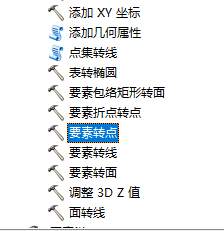 添加 XY 坐标
添加几何属性
点集转线
表转椭圆
要素包络矩形转面
要素折点转点
要素转点
要素转线
要素转面
调整 3D Z 值
面转线